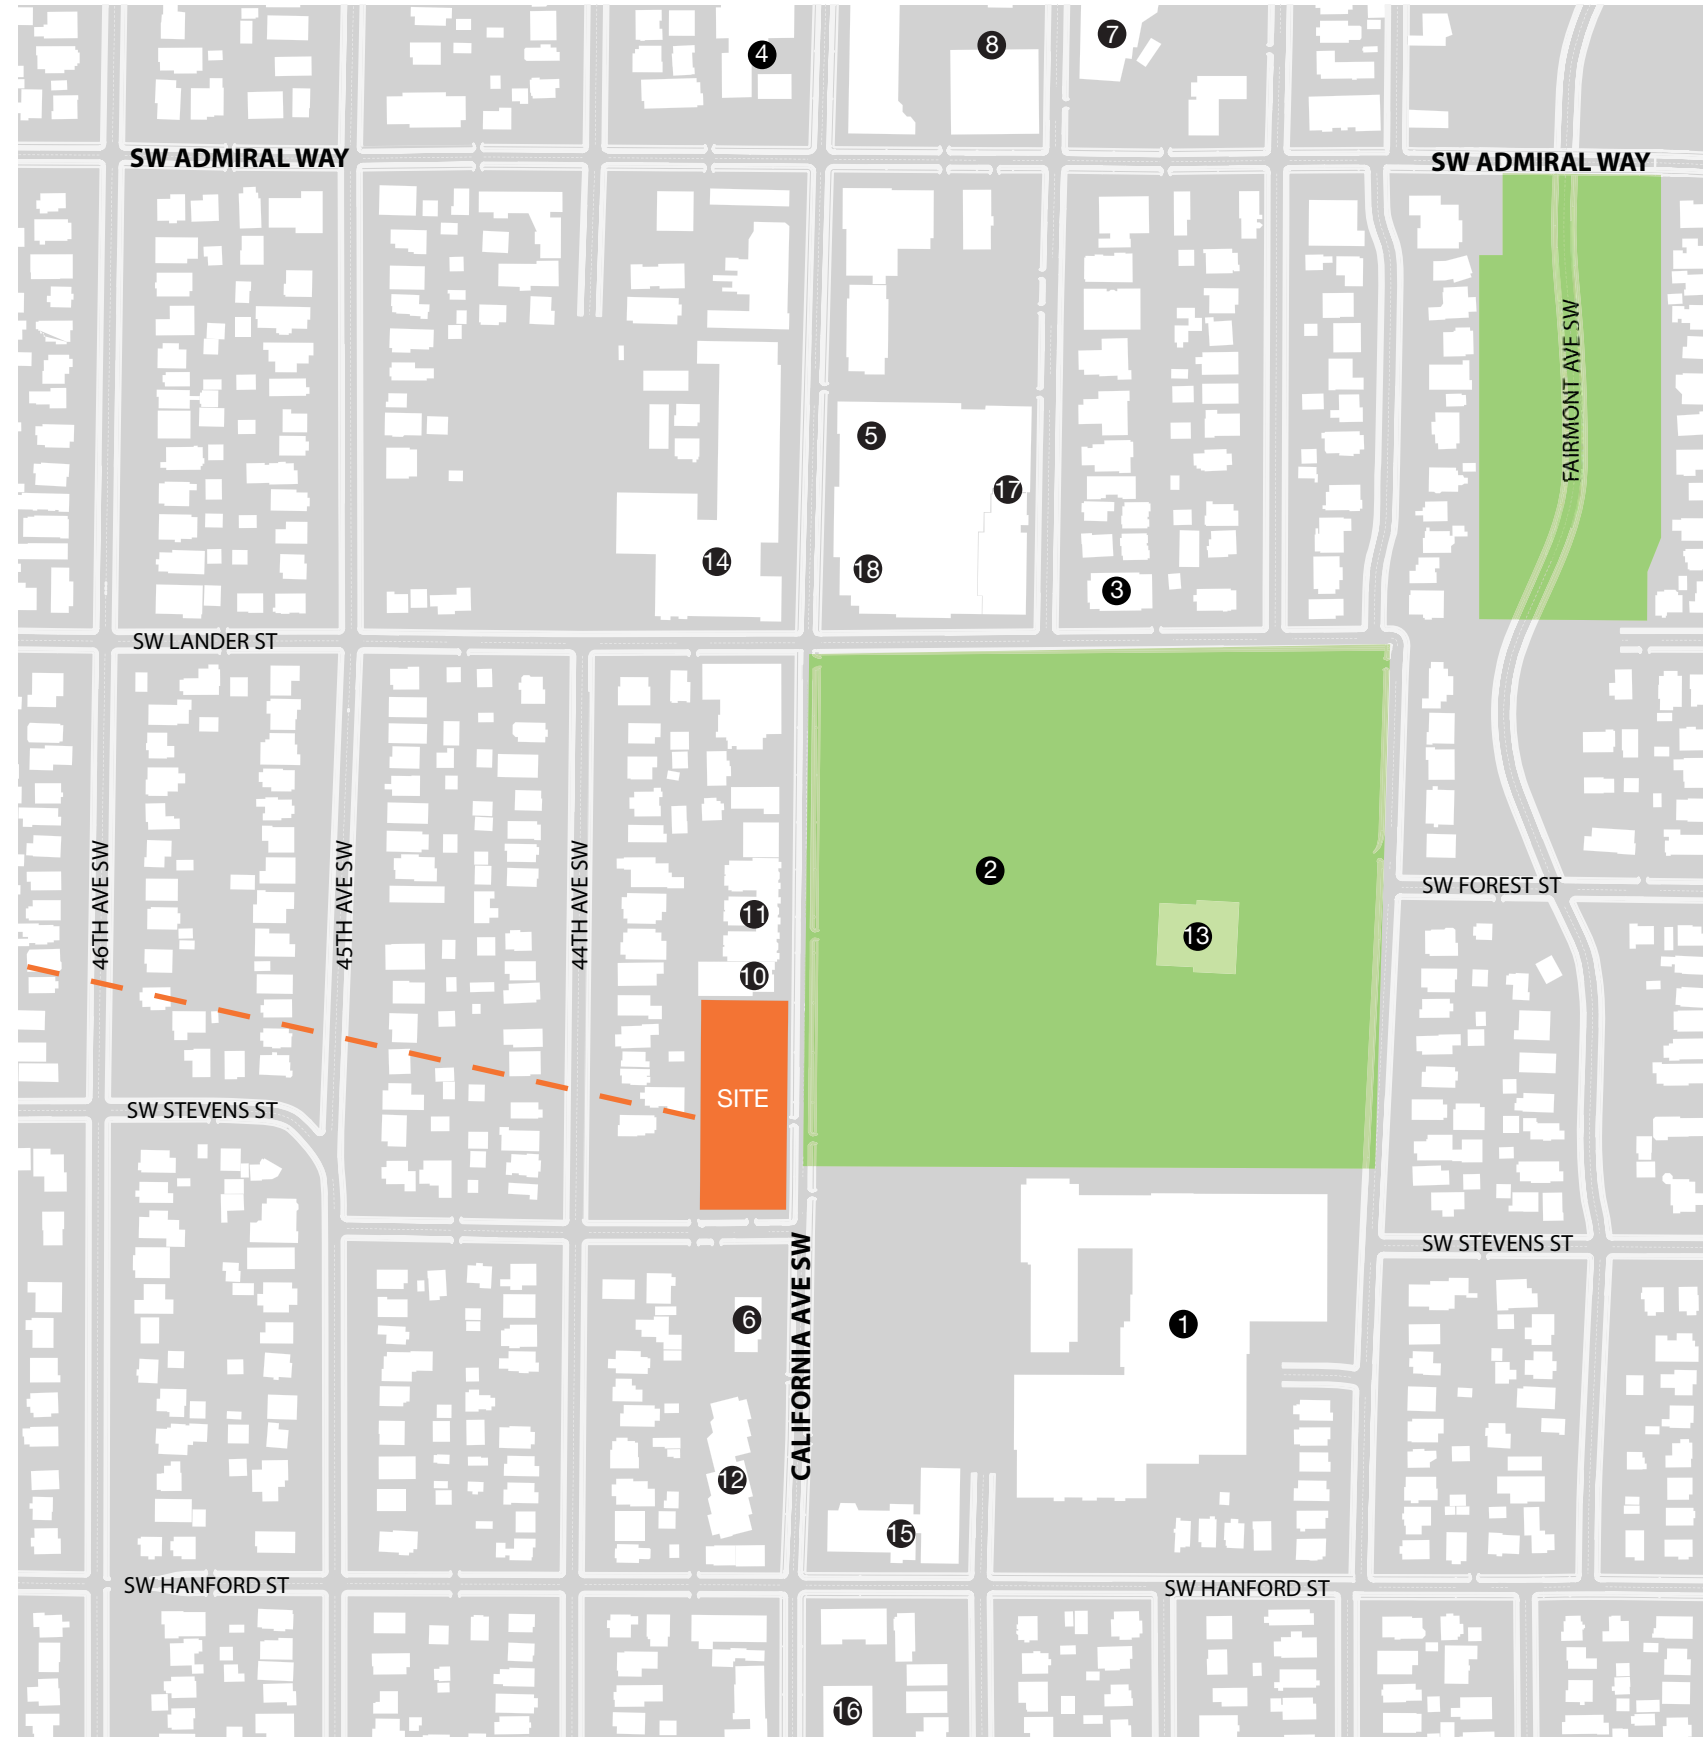 4
8
7
SW ADMIRAL WAY
SW ADMIRAL WAY
FAIRMONT AVE SW
5
17
14
18
3
SW LANDER ST
46TH AVE SW
45TH AVE SW
44TH AVE SW
2
SW FOREST ST
11
13
10
SITE
SW STEVENS ST
SW STEVENS ST
CALIFORNIA AVE SW
6
1
12
15
SW HANFORD ST
SW HANFORD ST
16